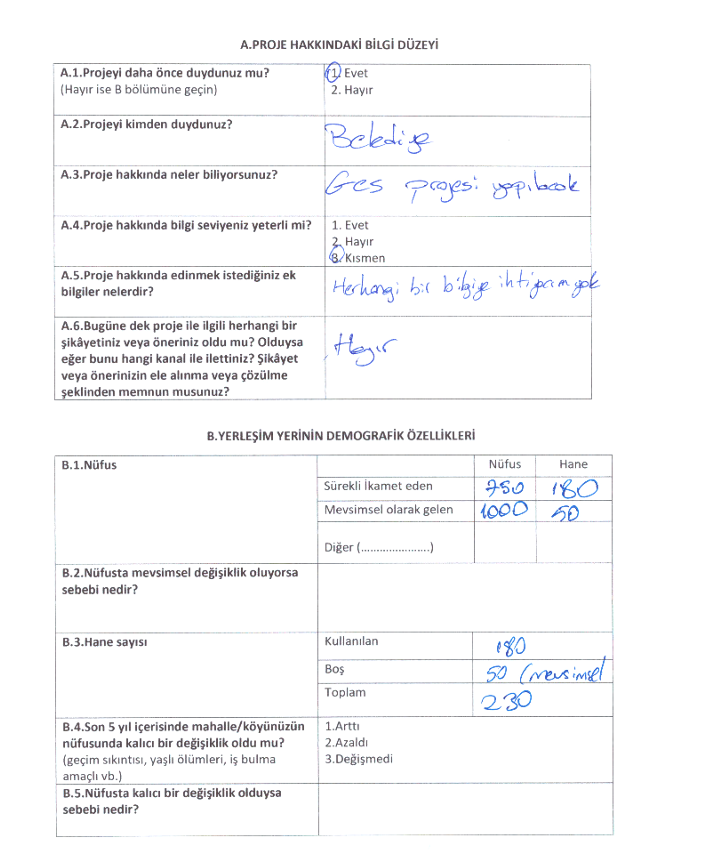 A.PROJE HAKKINDAKİ BİLGİ DÜZEYİ
A.1.Projeyi daha önce duydunuz mu?
(Hayır ise B bölümüne geçin)
1. Evet
2. Hayır
A.2.Projeyi kimden duydunuz?
Belediye
A.3.Proje hakkında neler biliyorsunuz?
Ges projesi yapılacak
A.4.Proje hakkında bilgi seviyeniz yeterli mi?
1. Evet
2. Hayır
3. Kısmen
A.5.Proje hakkında edinmek istediğiniz ek
bilgiler nelerdir?
Herhangi bir bilgiye ihtiyacım yok
A.6.Bugüne dek proje ile ilgili herhangi bir
şikâyetiniz veya öneriniz oldu mu? Olduysa
eğer bunu hangi kanal ile ilettiniz? Şikâyet
veya önerinizin ele alınma veya çözülme
şeklinden memnun musunuz?
Hayır
B.YERLEŞİM YERİNİN DEMOGRAFİK ÖZELLİKLERİ
B.1.Nüfus
Nüfus Hane
Sürekli İkamet eden 750 180
Mevsimsel olarak gelen 1000 50
Diğer (......................)
B.2.Nüfusta mevsimsel değişiklik oluyorsa
sebebi nedir?
B.3.Hane sayısı
Kullanılan 180
Boş 50 (mevsimsel
Toplam 230
B.4.Son 5 yıl içerisinde mahalle/köyünüzün
nüfusunda kalıcı bir değişiklik oldu mu?
(geçim sıkıntısı, yaşlı ölümleri, iş bulma
amaçlı vb.)
1.Arttı
2.Azaldı
3.Değişmedi
B.5.Nüfusta kalıcı bir değişiklik olduysa
sebebi nedir?